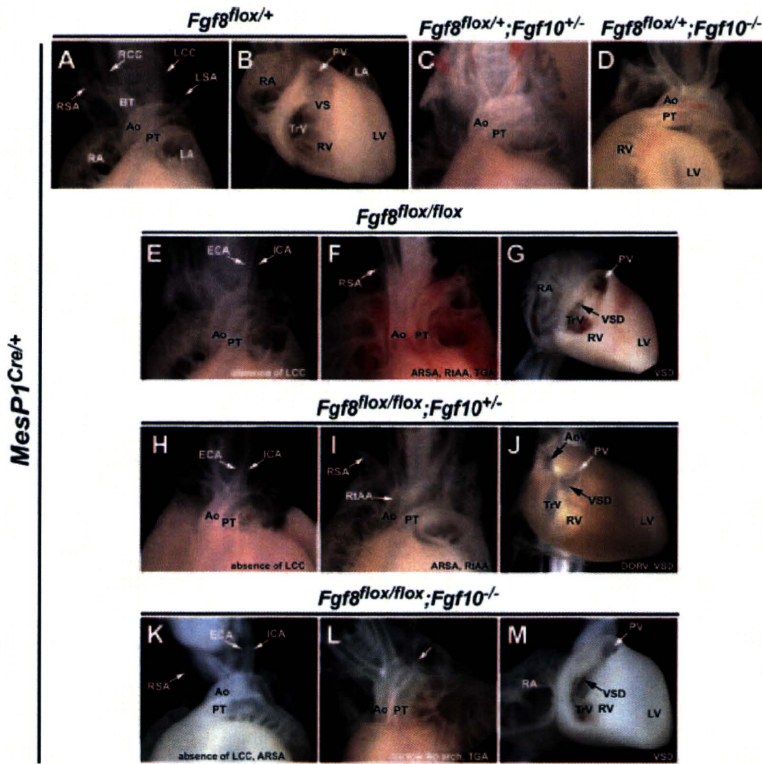 Fgf8flox/+
Fgf8flox/+;Fgf10+/-
Fgf8flox/+;Fgf10-/-
MesP1Cre/+
A
RCC
LCC
LSA
RSA
BT
Ao
PT
RA
LA
B
PV
RA
LA
VS
TrV
RV
LV
C
Ao
PT
D
Ao
PT
RV
LV
Fgf8flox/flox
E
ECA
ICA
Ao
PT
absence of LCC
F
RSA
Ao
PT
ARSA, RtAA, TGA
G
PV
RA
TrV
VSD
RV
LV
VSD
Fgf8flox/flox;Fgf10+/-
H
ECA
ICA
Ao
PT
absence of LCC
I
RSA
RtAA
Ao
PT
ARSA, RtAA
J
AoV
PV
TrV
VSD
RV
LV
DORV, VSD
Fgf8flox/flox;Fgf10-/-
K
ECA
ICA
RSA
Ao
PT
absence of LCC, ARSA
L
Ao
PT
arch, TGA
M
PV
RA
VSD
TrV
RV
LV
VSD